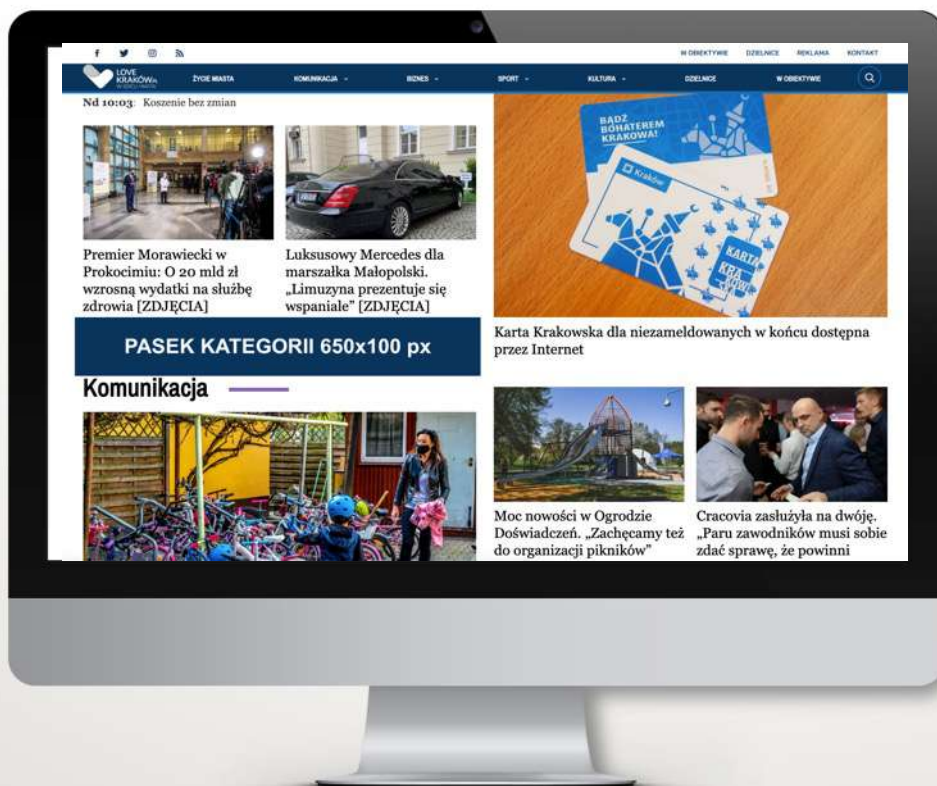 W OBIEKTYWIE DZIELNICE REKLAMA KONTAKT
LOVE
KRAKÓW.PL
ŻYCIE MIASTA KOMUNIKACJA BIZNES SPORT KULTURA DZIELNICE W OBIEKTYWIE
Nd 10:03: Koszenie bez zmian
Premier Morawiecki w
Prokocimiu: O 20 mld zł
wzrosną wydatki na służbę
zdrowia [ZDJĘCIA]
Luksusowy Mercedes dla
marszałka Małopolski.
„Limuzyna prezentuje się
wspaniale” [ZDJĘCIA]
PASEK KATEGORII 650x100 px
Komunikacja
BĄDŹ
BOHATEREM
KRAKOWA!
Kraków
KARTA
KRA
KOWS
Karta Krakowska dla niezameldowanych w końcu dostępna
przez Internet
Moc nowości w Ogrodzie
Doświadczeń. „Zachęcamy też
do organizacji pikników”
Cracovia zasłużyła na dwóję.
„Paru zawodników musi sobie
zdać sprawę, że powinni